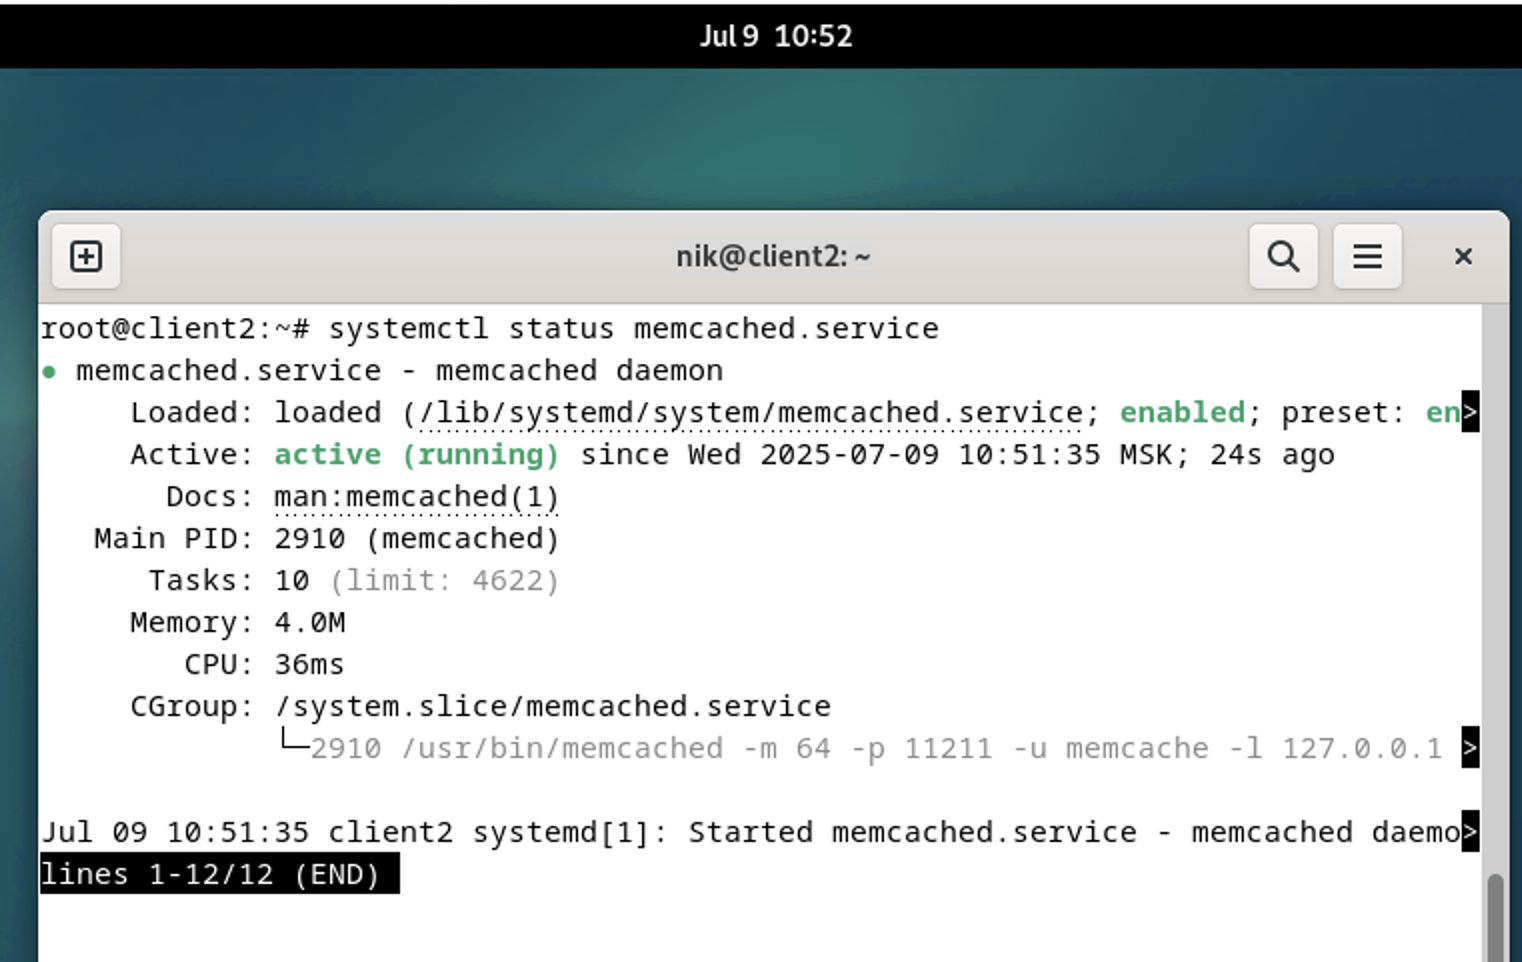 Jul 9 10:52
nik@client2: ~
root@client2:~# systemctl status memcached.service
● memcached.service - memcached daemon
Loaded: loaded (/lib/systemd/system/memcached.service; enabled; preset: en>
Active: active (running) since Wed 2025-07-09 10:51:35 MSK; 24s ago
Docs: man:memcached(1)
Main PID: 2910 (memcached)
Tasks: 10 (limit: 4622)
Memory: 4.0M
CPU: 36ms
CGroup: /system.slice/memcached.service
└─2910 /usr/bin/memcached -m 64 -p 11211 -u memcache -l 127.0.0.1 >
Jul 09 10:51:35 client2 systemd[1]: Started memcached.service - memcached daemo>
lines 1-12/12 (END)